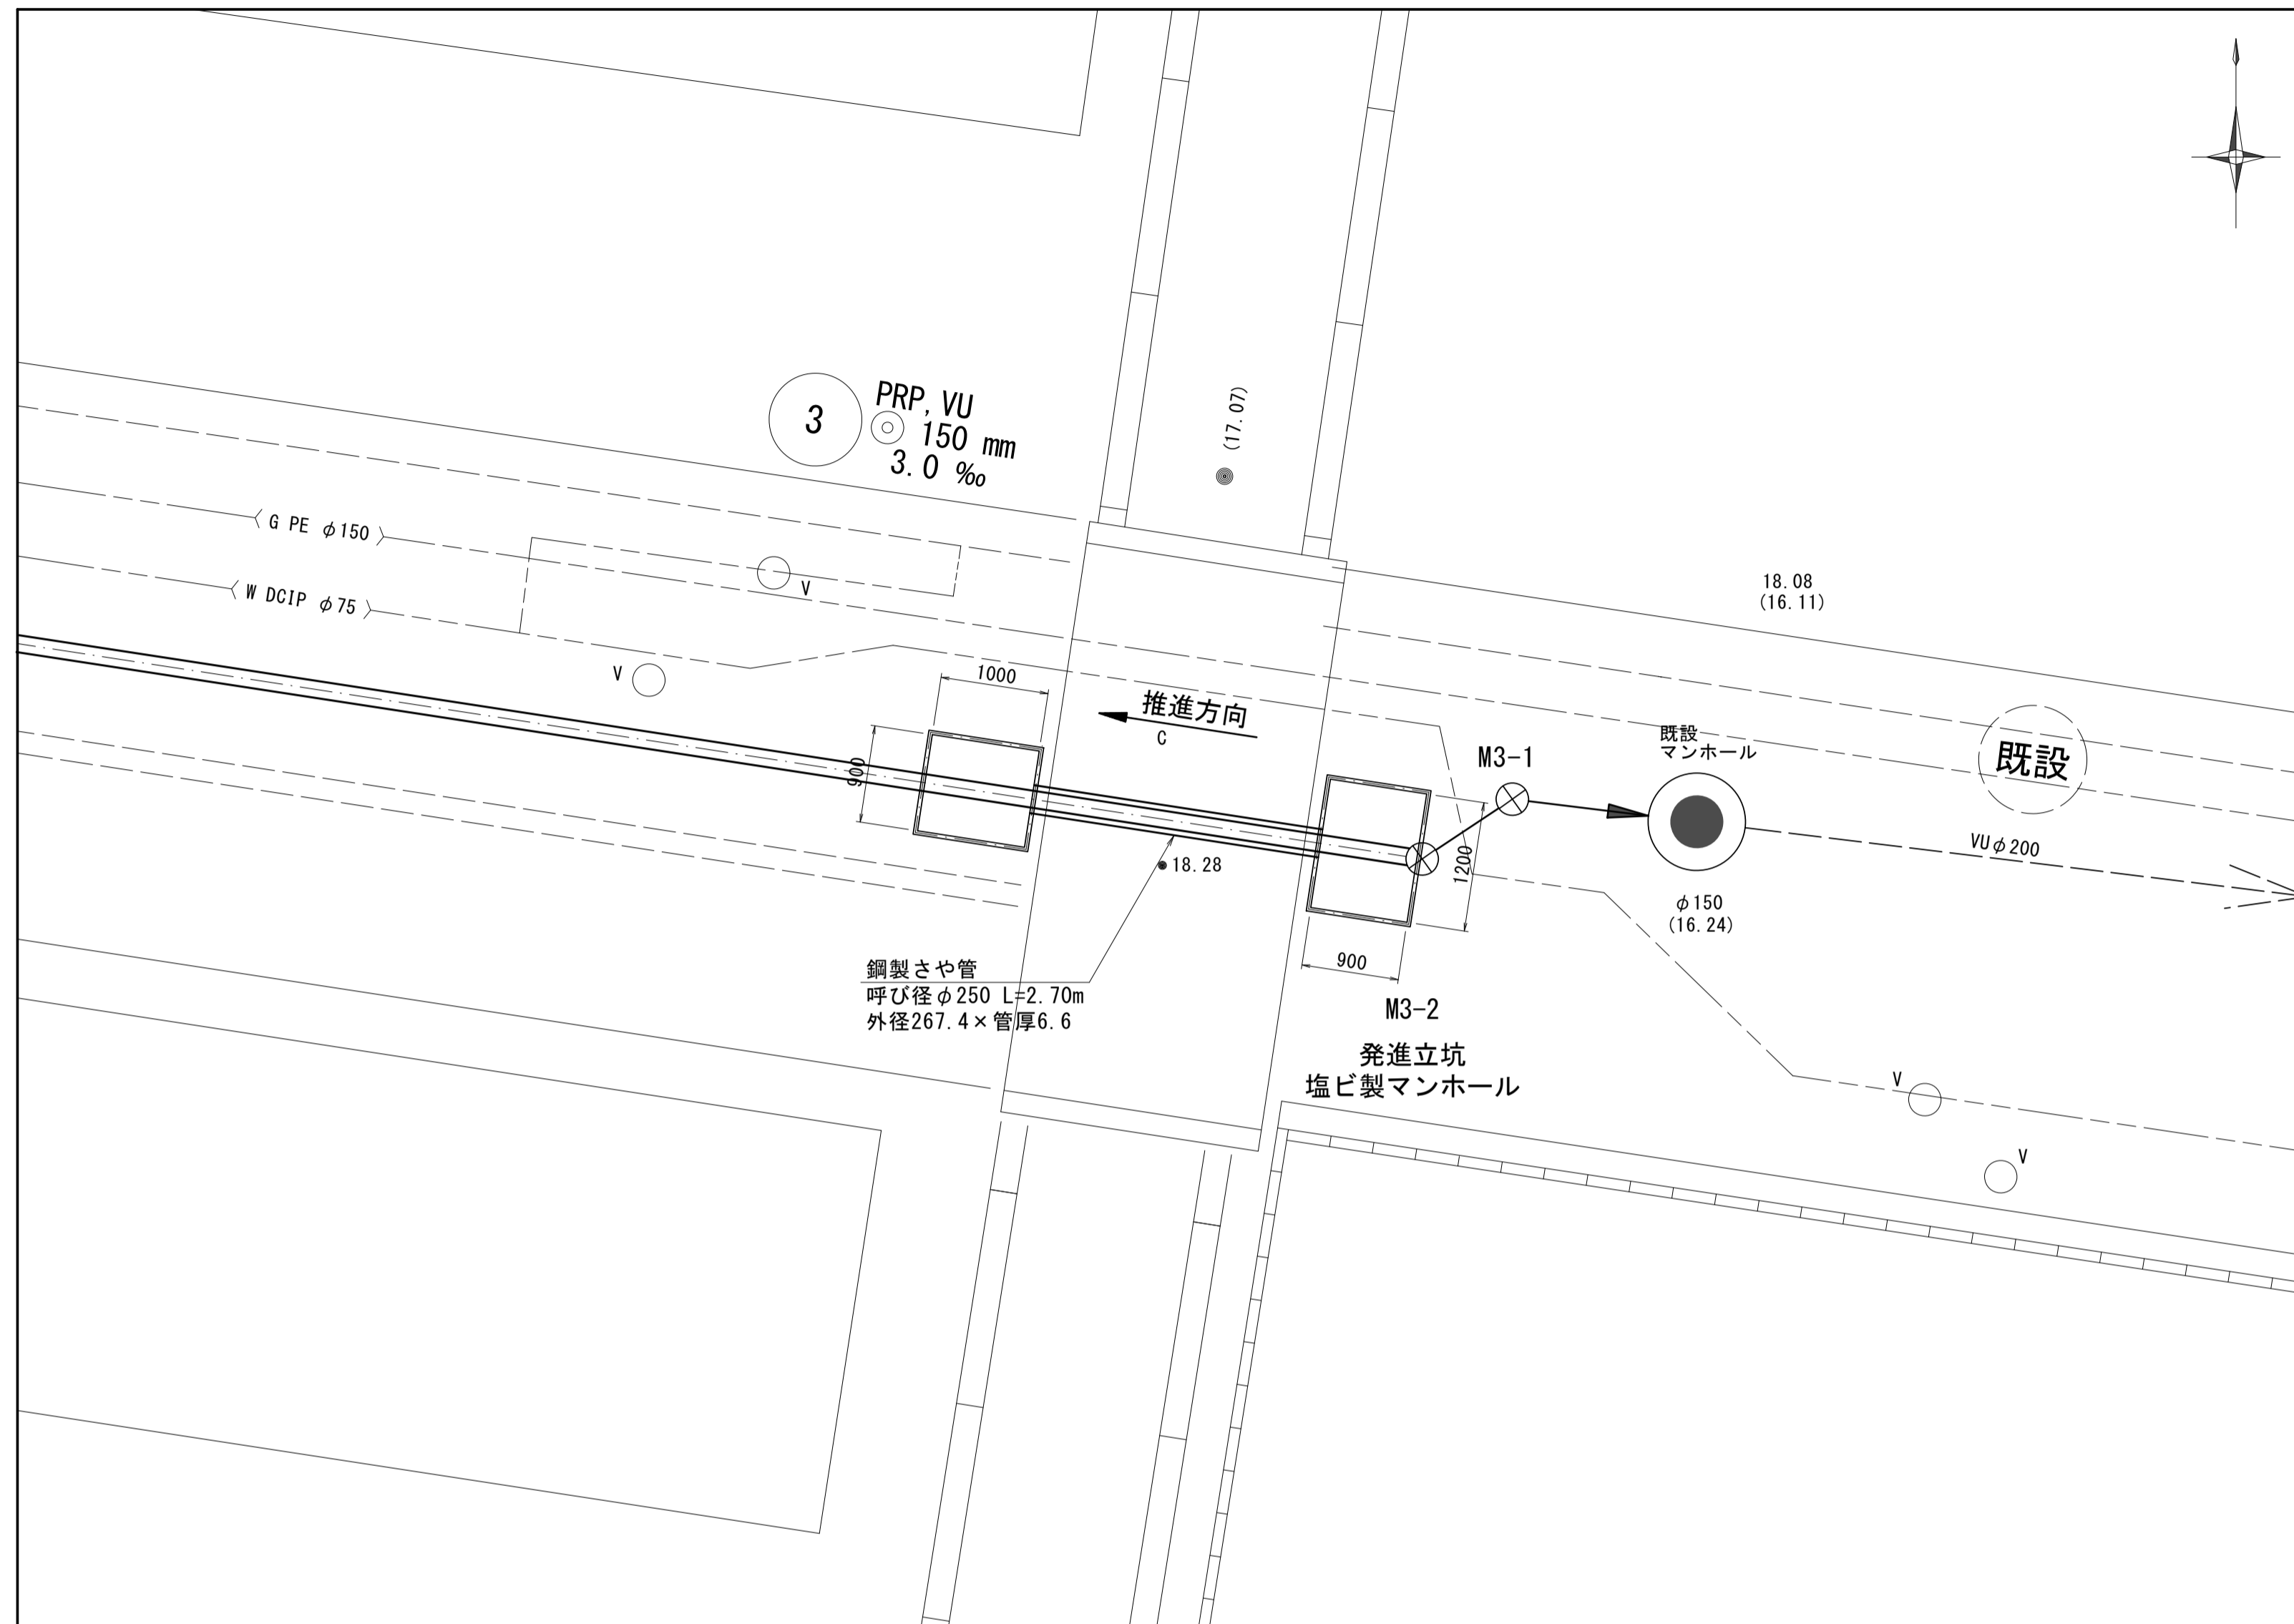 3
PRP, VU
150 mm
3.0 ‰
(17.07)
G PE φ150
W DCIP φ75
V
V
18.08
(16.11)
1000
900
推進方向
C
既設
マンホール
既設
M3-1
VUφ200
1200
18.28
φ150
(16.24)
鋼製さや管
呼び径φ250 L=2.70m
外径267.4×管厚6.6
900
M3-2
発進立坑
塩ビ製マンホール
V
V